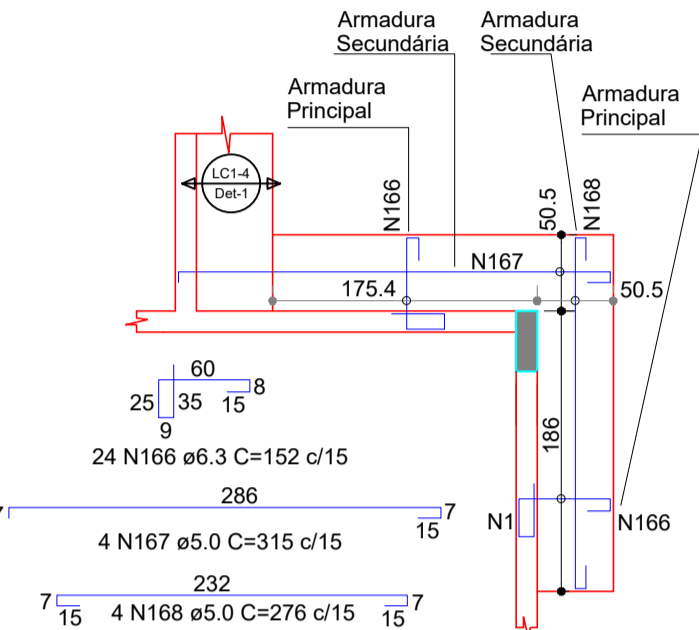 Armadura
Secundária
Armadura
Secundária
Armadura
Principal
Armadura
Principal
LC1-4
Det-1
N166
50.5
N168
N167
175.4
50.5
60
25
35
15
8
9
24 N166 ø6.3 C=152 c/15
186
286
7
15
4 N167 ø5.0 C=315 c/15
N1
N166
232
7
15
4 N168 ø5.0 C=276 c/15
15
7